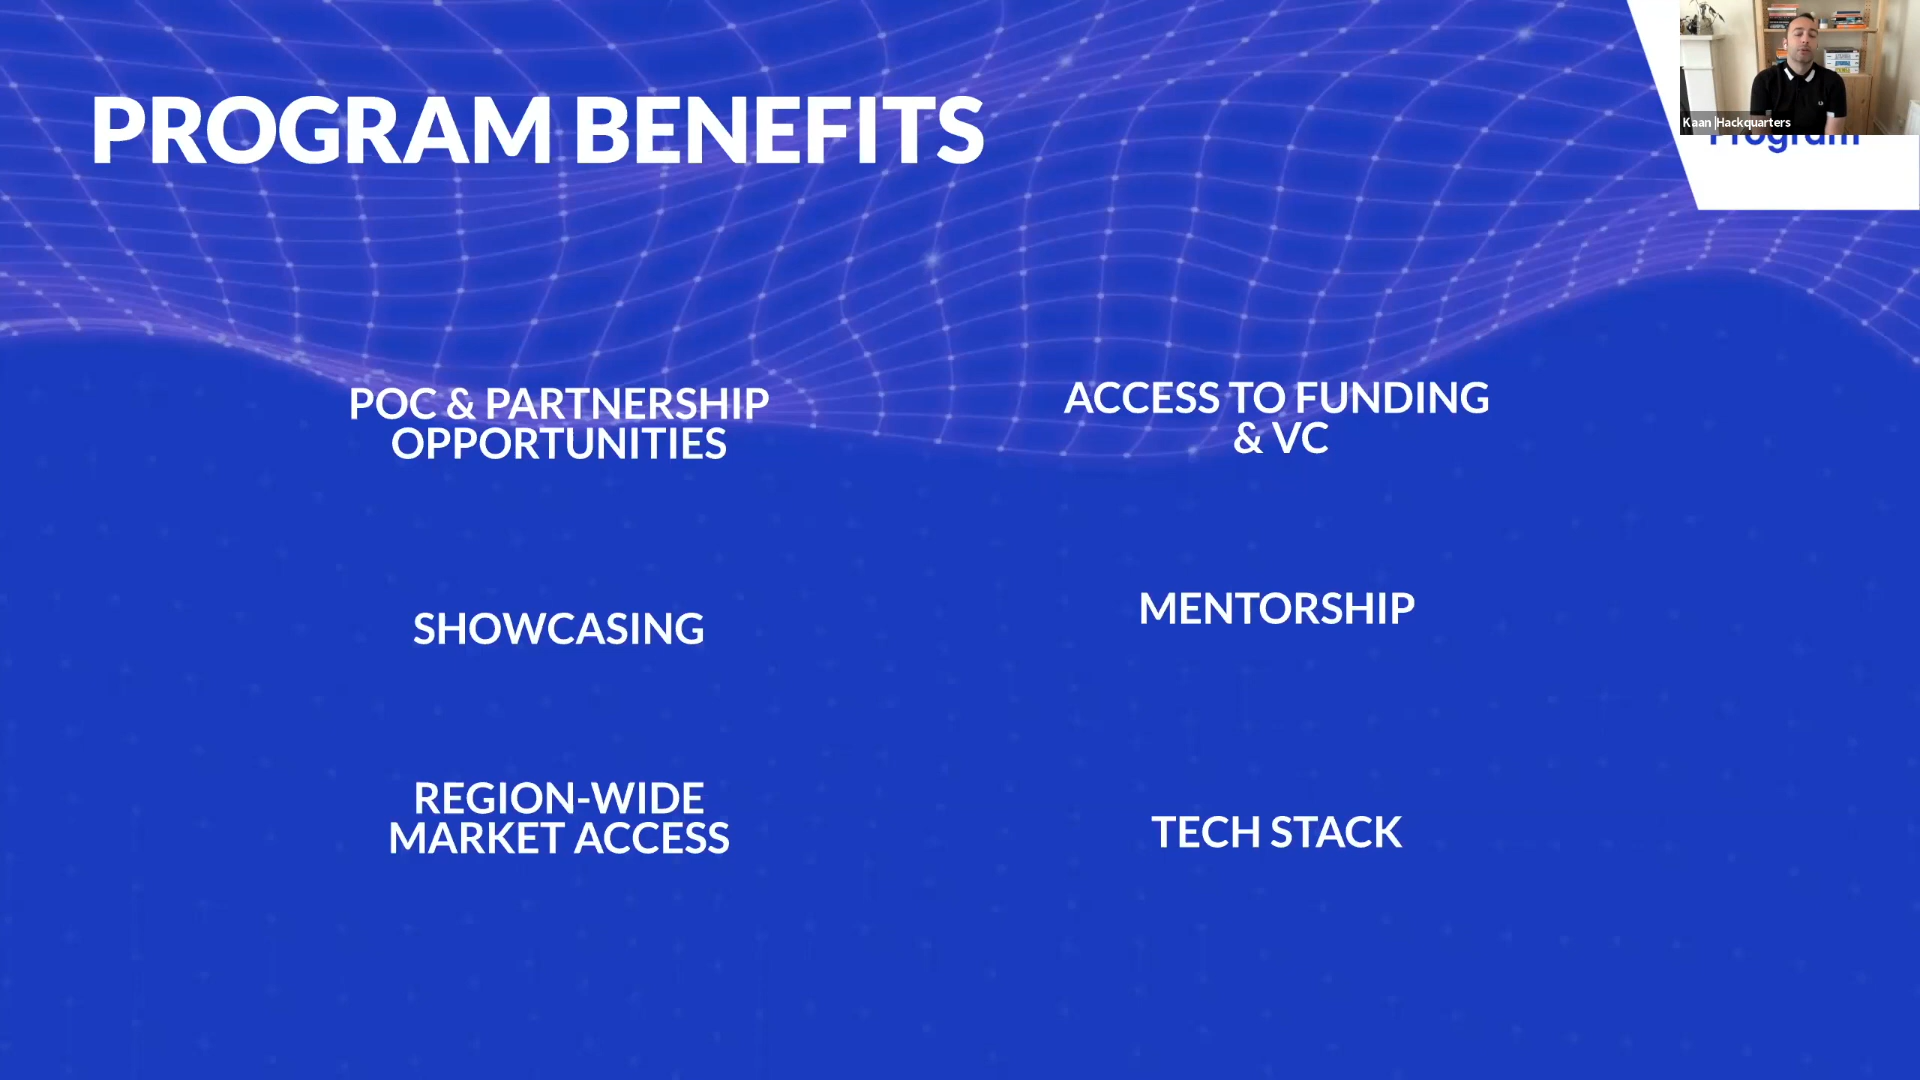 PROGRAM BENEFITS
Kaan |Hackquarters
Program
POC & PARTNERSHIP
OPPORTUNITIES
ACCESS TO FUNDING
& VC
SHOWCASING
MENTORSHIP
REGION-WIDE
MARKET ACCESS
TECH STACK